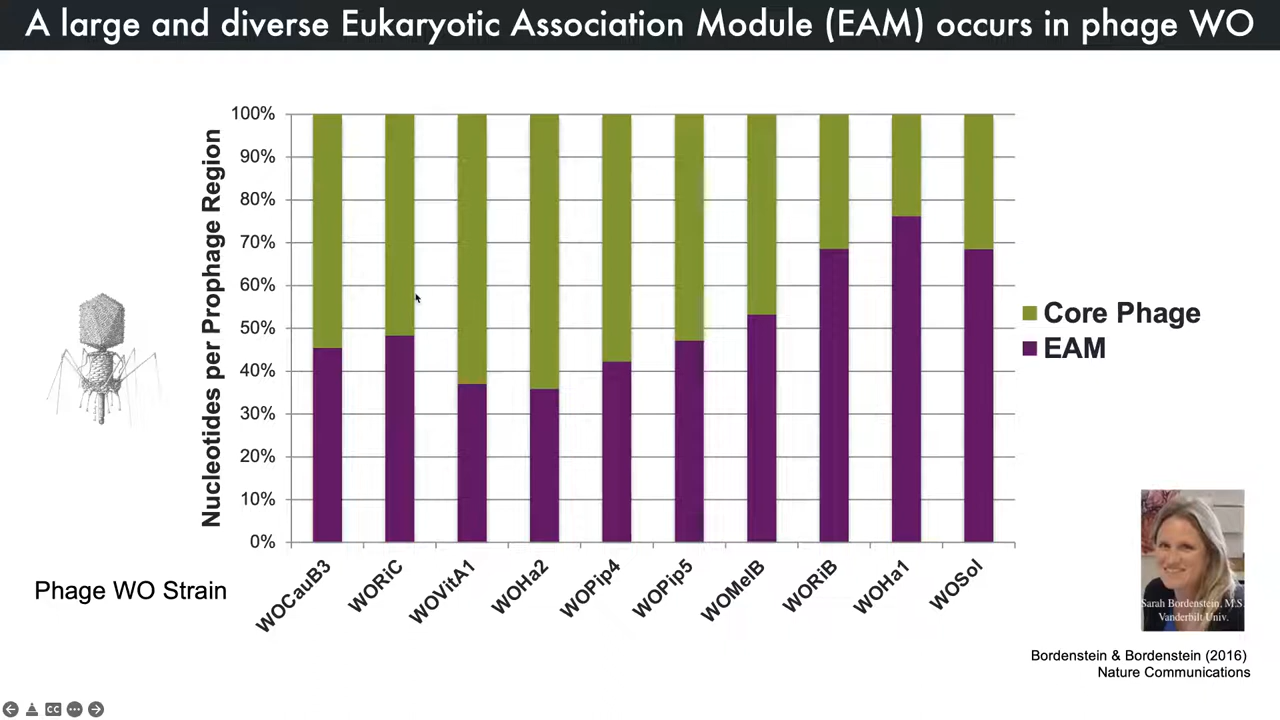 A large and diverse Eukaryotic Association Module (EAM) occurs in phage WO
Nucleotides per Prophage Region
100%
90%
80%
70%
60%
50%
40%
30%
20%
10%
0%
WOCauB3
WORiC
WOVitA1
WOHa2
WOPip4
WOPip5
WOMelB
WORiB
WOHa1
WOSol
Phage WO Strain
Core Phage
EAM
Sarah Bordenstein, M.S.
Vanderbilt Univ.
Bordenstein & Bordenstein (2016)
Nature Communications
CC